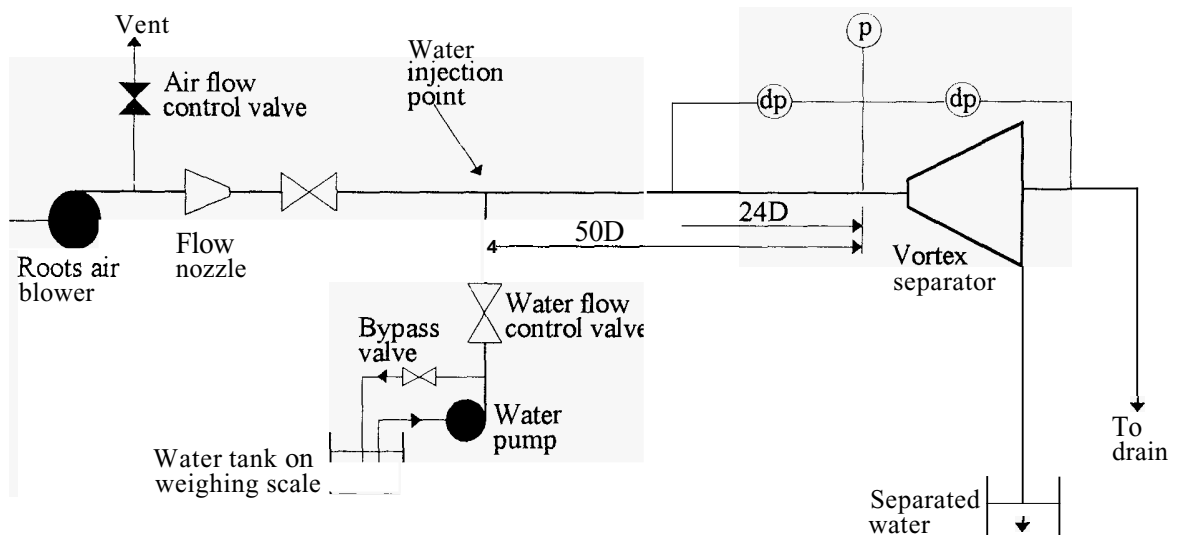 Vent
Air flow
control valve
Water
injection
point
p
dp
dp
Roots air
blower
Flow
nozzle
24D
50D
4
Vortex
separator
Water flow
control valve
Bypass
valve
Water
pump
Water tank on
weighing scale
To
drain
Separated
water